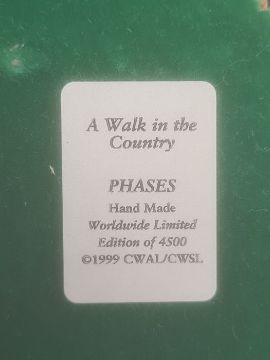 A Walk in the
Country
PHASES
Hand Made
Worldwide Limited
Edition of 4500
©1999 CWAL/CWSL